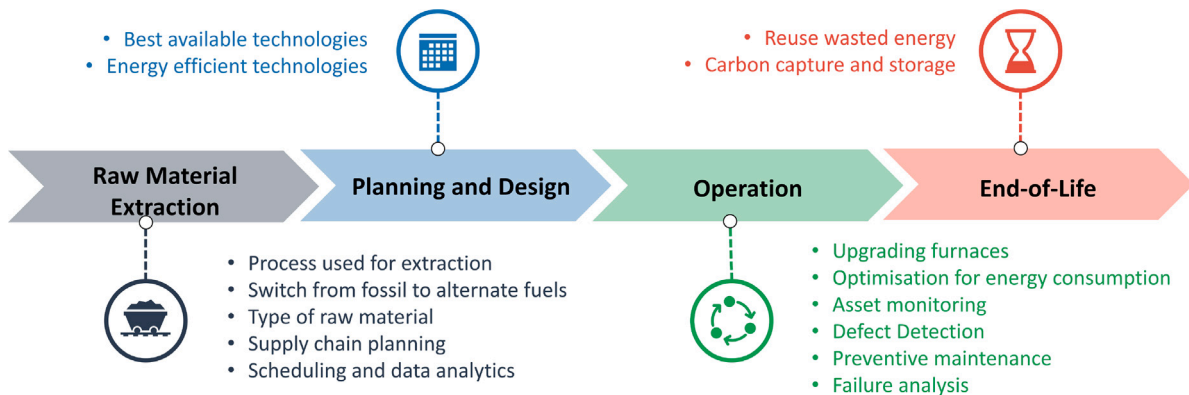 • Best available technologies
• Energy efficient technologies
• Reuse wasted energy
• Carbon capture and storage
Raw Material
Extraction
Planning and Design
Operation
End-of-Life
• Process used for extraction
• Switch from fossil to alternate fuels
• Type of raw material
• Supply chain planning
• Scheduling and data analytics
• Upgrading furnaces
• Optimisation for energy consumption
• Asset monitoring
• Defect Detection
• Preventive maintenance
• Failure analysis